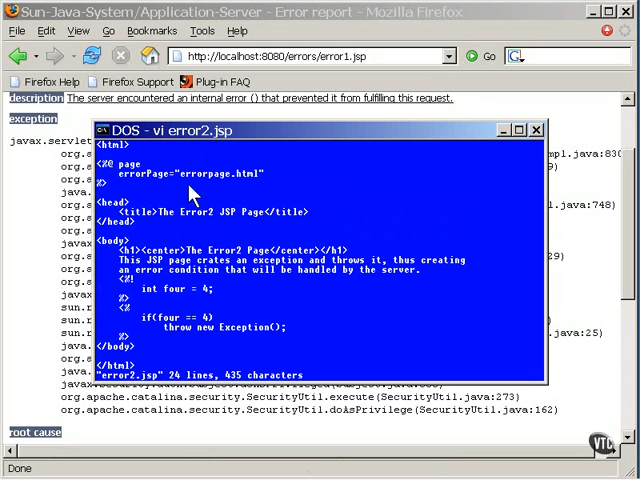 Sun-Java-System/Application-Server - Error report - Mozilla Firefox
File Edit View Go Bookmarks Tools Help
http://localhost:8080/errors/error1.jsp Go G
Firefox Help Firefox Support Plug-in FAQ
description The server encountered an internal error () that prevented it from fulfilling this request.
exception
javax.servlet
DOS - vi error2.jsp
<html>
<%@ page
errorPage="errorpage.html"
%>
<head>
<title>The Error2 JSP Page</title>
</head>
<body>
<h1><center>The Error2 Page</center></h1>
This JSP page crates an exception and throws it, thus creating
an error condition that will be handled by the server.
<%!
int four = 4;
%>
<%
if(four == 4)
throw new Exception();
%>
</body>
</html>
"error2.jsp" 24 lines, 435 characters
org.apache.catalina.security.SecurityUtil.execute(SecurityUtil.java:273)
org.apache.catalina.security.SecurityUtil.doAsPrivilege(SecurityUtil.java:162)
root cause
VTC
Done